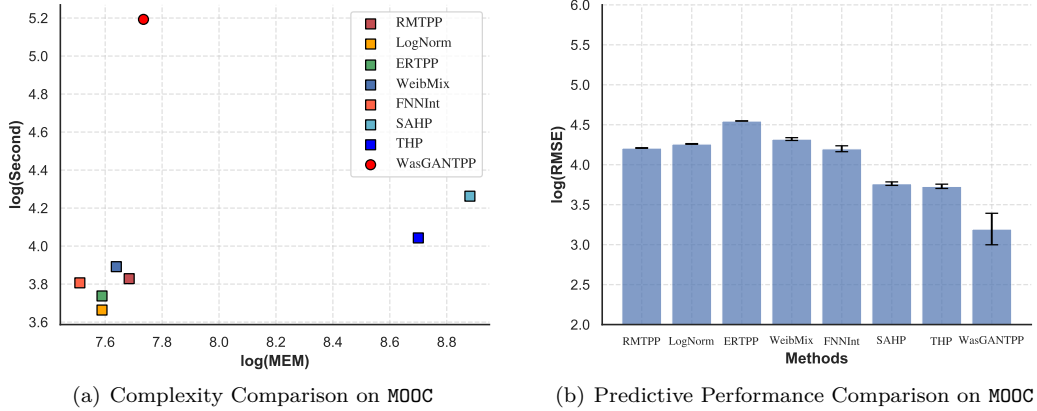 5.2
5.0
4.8
4.6
4.4
4.2
4.0
3.8
3.6
log(Second)
7.6 7.8 8.0 8.2 8.4 8.6 8.8
log(MEM)
RMTPP
LogNorm
ERTPP
WeibMix
FNNInt
SAHP
THP
WasGANTPP
(a) Complexity Comparison on MOOC
6.0
5.5
5.0
4.5
4.0
3.5
3.0
2.5
2.0
log(RMSE)
RMTPP LogNorm ERTPP WeibMix FNNInt SAHP THP WasGANTPP
Methods
(b) Predictive Performance Comparison on MOOC